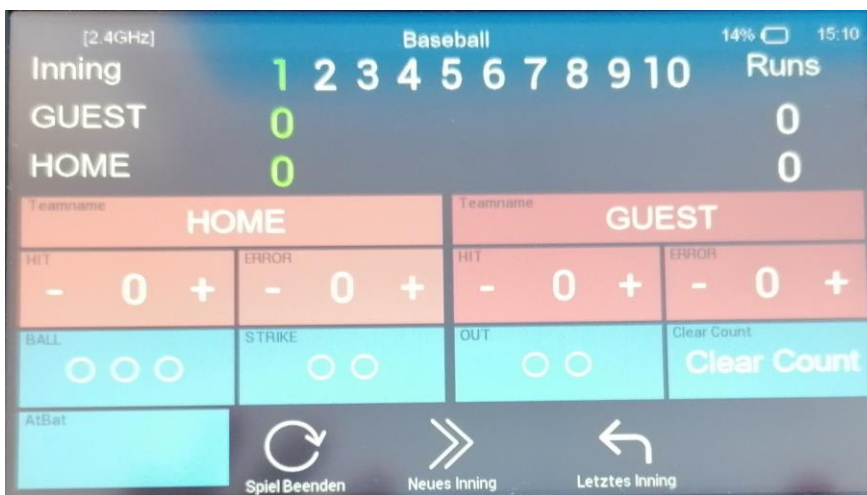 [2.4GHz] Baseball 14% 15:10
Inning 1 2 3 4 5 6 7 8 9 10 Runs
GUEST 0 0
HOME 0 0
Teamname HOME Teamname GUEST
HIT ERROR HIT ERROR
- 0 + - 0 + - 0 + - 0 +
BALL STRIKE OUT Clear Count
Clear Count
AtBat
Spiel Beenden Neues Inning Letztes Inning